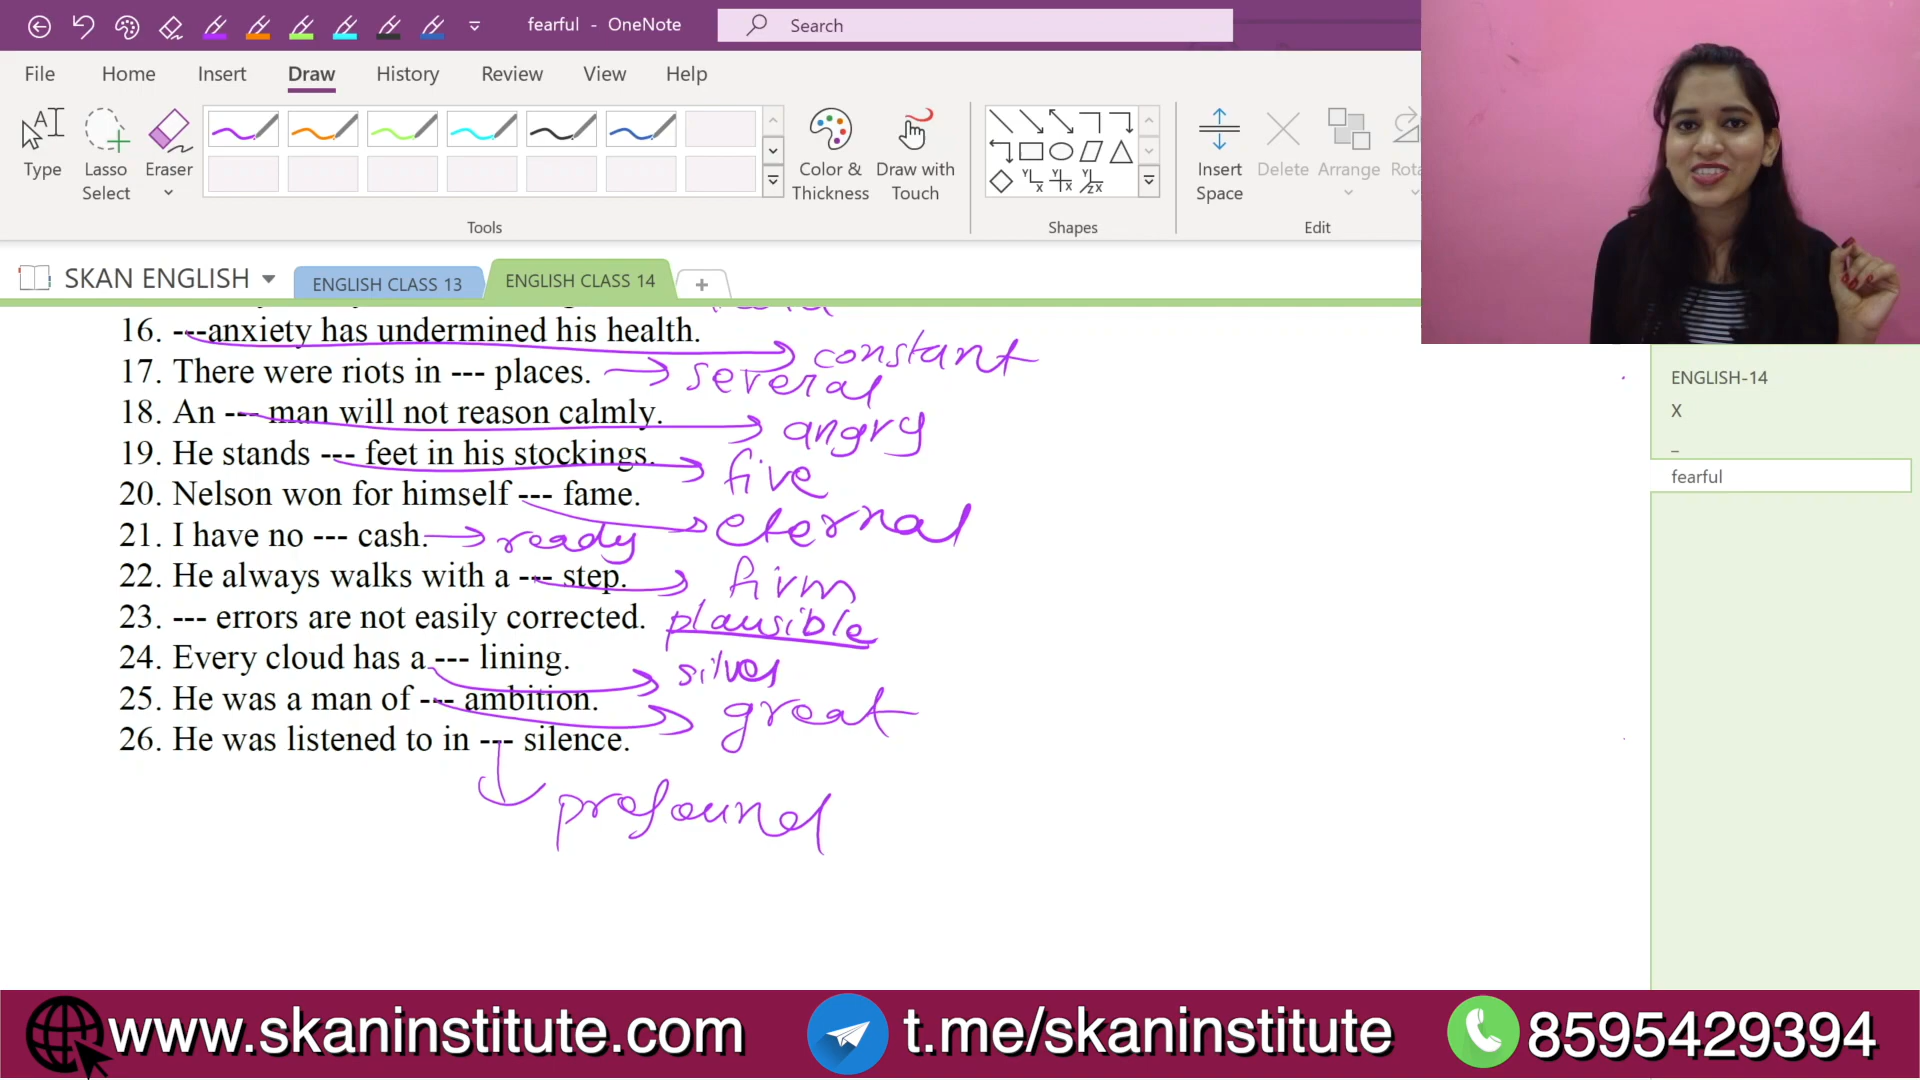 fearful - OneNote
Search
File Home Insert Draw History Review View Help
Type
Lasso Select
Eraser
Color & Thickness
Draw with Touch
Insert Space
Delete
Arrange
Rota
Tools
Shapes
Edit
SKAN ENGLISH
ENGLISH CLASS 13
ENGLISH CLASS 14
16. ---anxiety has undermined his health. constant
17. There were riots in --- places. several
18. An --- man will not reason calmly. angry
19. He stands --- feet in his stockings. five
20. Nelson won for himself --- fame. eternal
21. I have no --- cash. ready
22. He always walks with a --- step. firm
23. --- errors are not easily corrected. plausible
24. Every cloud has a --- lining. silver
25. He was a man of --- ambition. great
26. He was listened to in --- silence.
profound
ENGLISH-14
X
_
fearful
www.skaninstitute.com
t.me/skaninstitute
8595429394